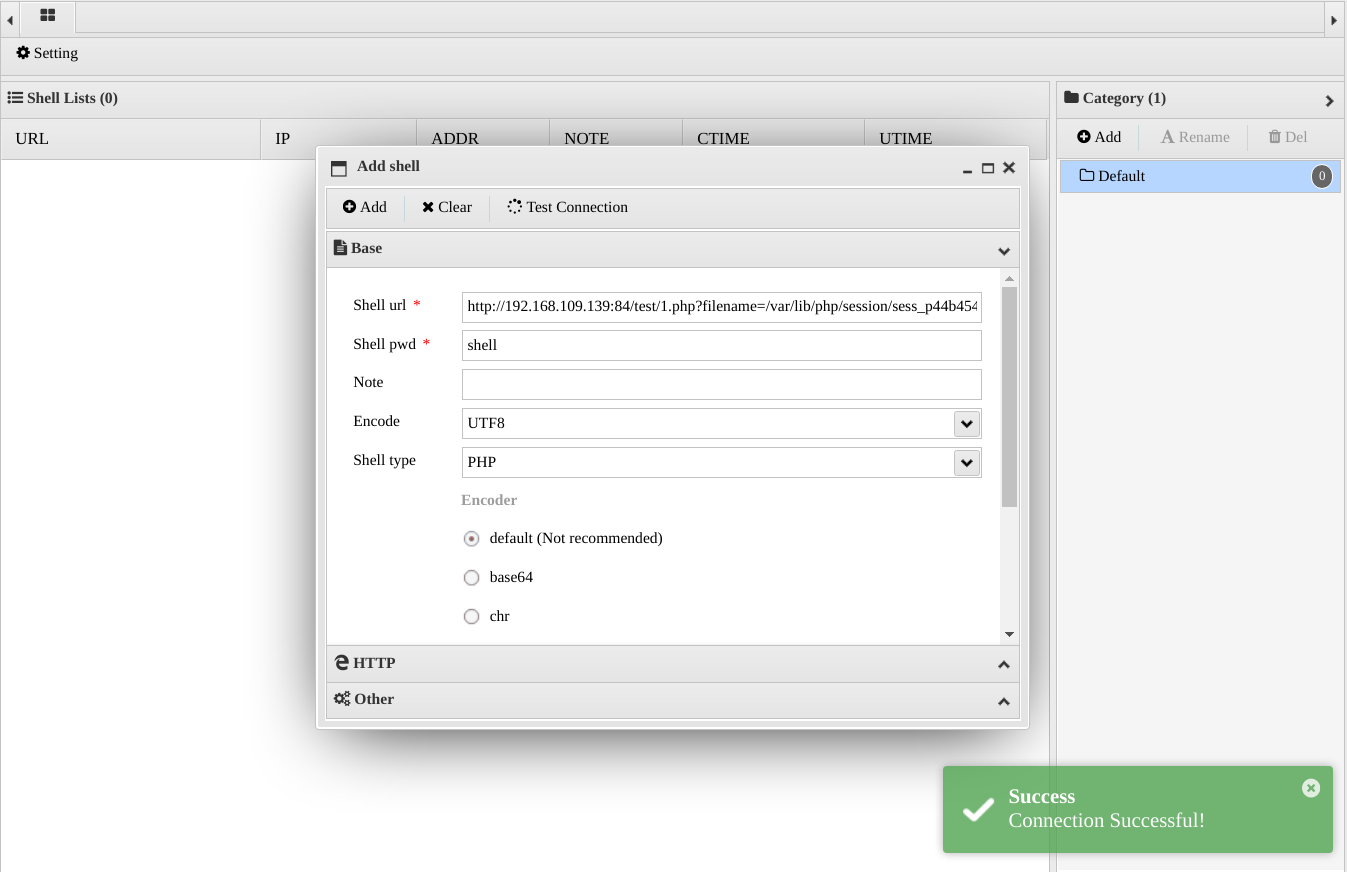 Setting
Shell Lists (0)
Category (1)
URL IP ADDR NOTE CTIME UTIME
Add Rename Del
Default 0
Add shell
Add Clear Test Connection
Base
Shell url * http://192.168.109.139:84/test/1.php?filename=/var/lib/php/session/sess_p44b454
Shell pwd * shell
Note
Encode UTF8
Shell type PHP
Encoder
default (Not recommended)
base64
chr
HTTP
Other
Success
Connection Successful!